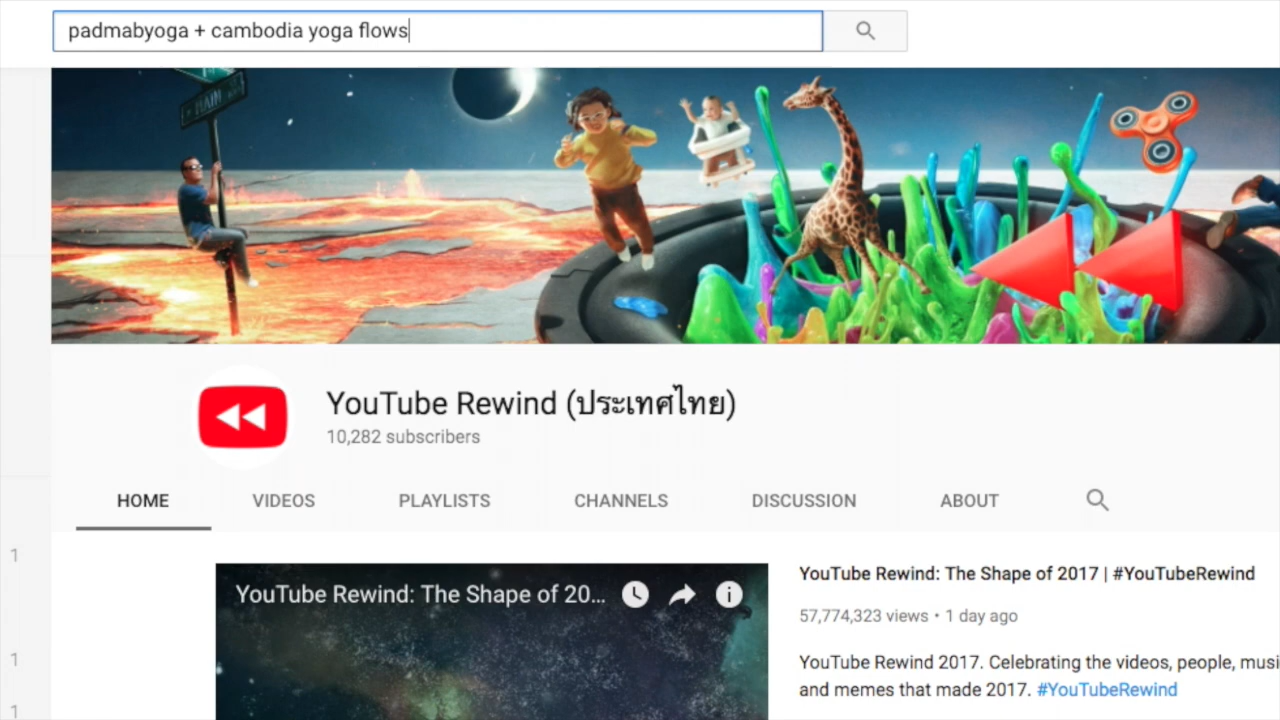 padmabyoga + cambodia yoga flows
MAIN
YouTube Rewind (ประเทศไทย)
10,282 subscribers
HOME VIDEOS PLAYLISTS CHANNELS DISCUSSION ABOUT
1
YouTube Rewind: The Shape of 20...
YouTube Rewind: The Shape of 2017 | #YouTubeRewind
57,774,323 views • 1 day ago
1
YouTube Rewind 2017. Celebrating the videos, people, musi
and memes that made 2017. #YouTubeRewind
1